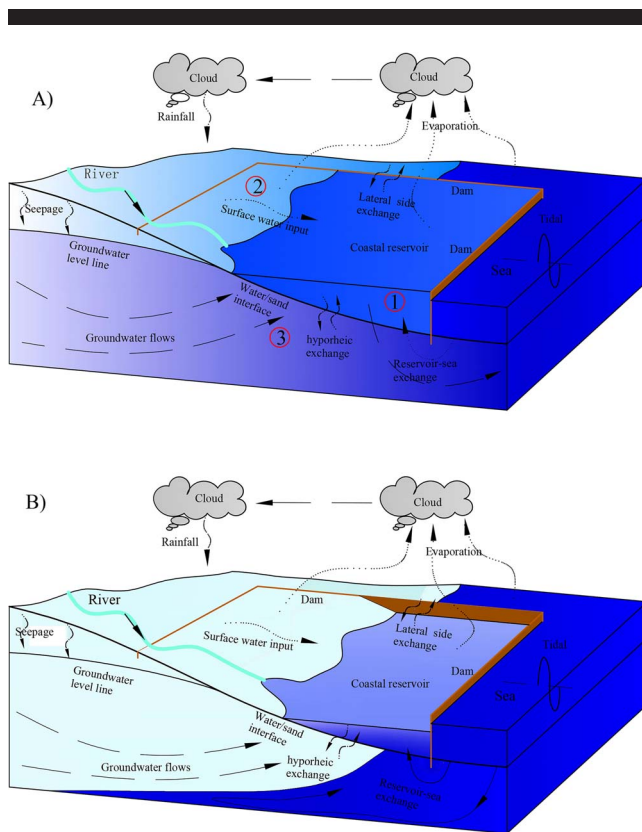 A)
Cloud
Cloud
Rainfall
Evaporation
River
②
Dam
Seepage
Lateral side
exchange
Surface water input
Tidal
Groundwater
level line
Coastal reservoir
Dam
Sea
Water/sand
interface
①
Groundwater flows
③
hyporheic
exchange
Reservoir-sea
exchange
B)
Cloud
Cloud
Rainfall
Evaporation
River
Dam
Seepage
Surface water input
Lateral side
exchange
Tidal
Groundwater
level line
Coastal reservoir
Dam
Sea
Water/sand
interface
Groundwater flows
hyporheic
exchange
Reservoir-sea
exchange